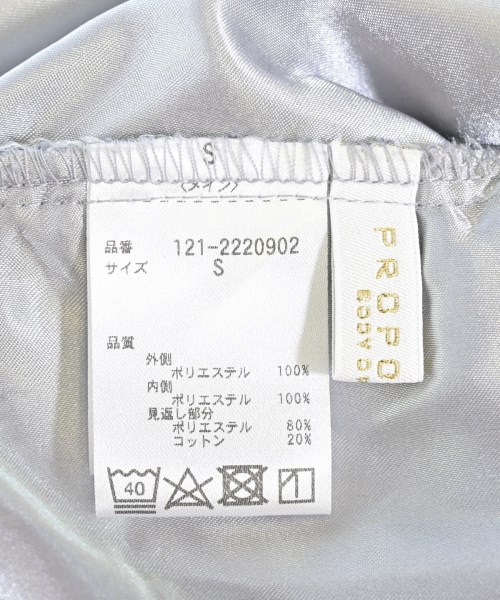 S
(メイン)
品番 121-2220902
サイズ S
品質
外側
ポリエステル 100%
内側
ポリエステル 100%
見返し部分
ポリエステル 80%
コットン 20%
40
PROPO
BODY D